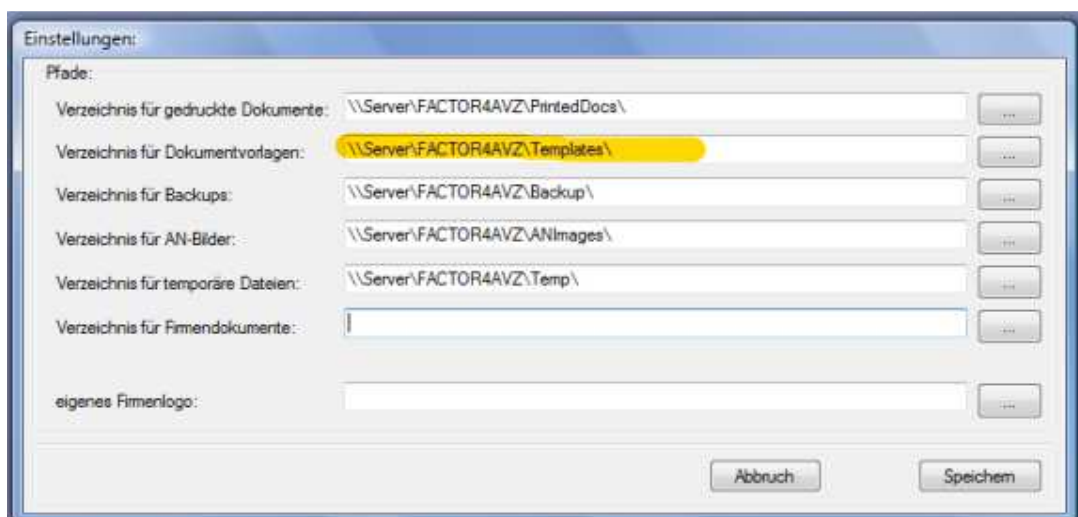 Einstellungen:
Pfade:
Verzeichnis für gedruckte Dokumente: \\Server\FACTOR4AVZ\PrintedDocs\ ...
Verzeichnis für Dokumentvorlagen: \\Server\FACTOR4AVZ\Templates\ ...
Verzeichnis für Backups: \\Server\FACTOR4AVZ\Backup\ ...
Verzeichnis für AN-Bilder: \\Server\FACTOR4AVZ\ANImages\ ...
Verzeichnis für temporäre Dateien: \\Server\FACTOR4AVZ\Temp\ ...
Verzeichnis für Firmendokumente: ...
eigenes Firmenlogo: ...
Abbruch Speichern